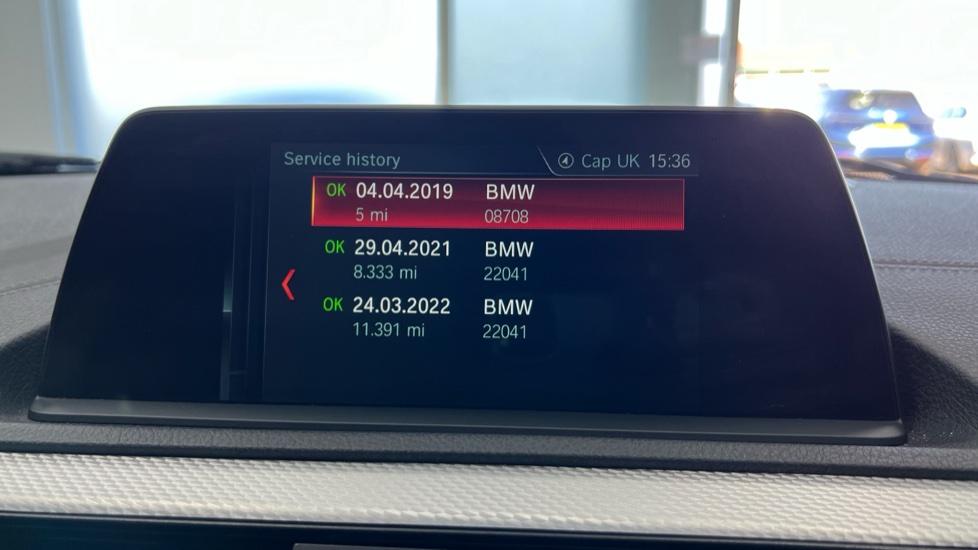 Service history Cap UK 15:36
OK 04.04.2019 BMW
5 mi 08708
OK 29.04.2021 BMW
8.333 mi 22041
OK 24.03.2022 BMW
11.391 mi 22041